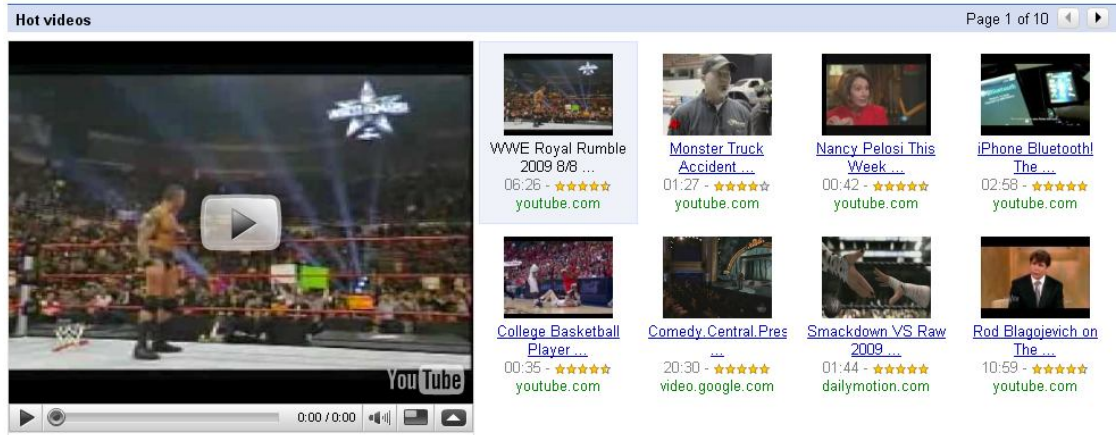 Hot videos
Page 1 of 10
YouTube
0:00 / 0:00
WWE Royal Rumble
2009 8/8 ...
06:26 -
youtube.com
Monster Truck
Accident ...
01:27 -
youtube.com
Nancy Pelosi This
Week ...
00:42 -
youtube.com
iPhone Bluetooth!
The ...
02:58 -
youtube.com
College Basketball
Player ...
00:35 -
youtube.com
Comedy.Central.Pres
...
20:30 -
video.google.com
Smackdown VS Raw
2009 ...
01:44 -
dailymotion.com
Rod Blagojevich on
The ...
10:59 -
youtube.com